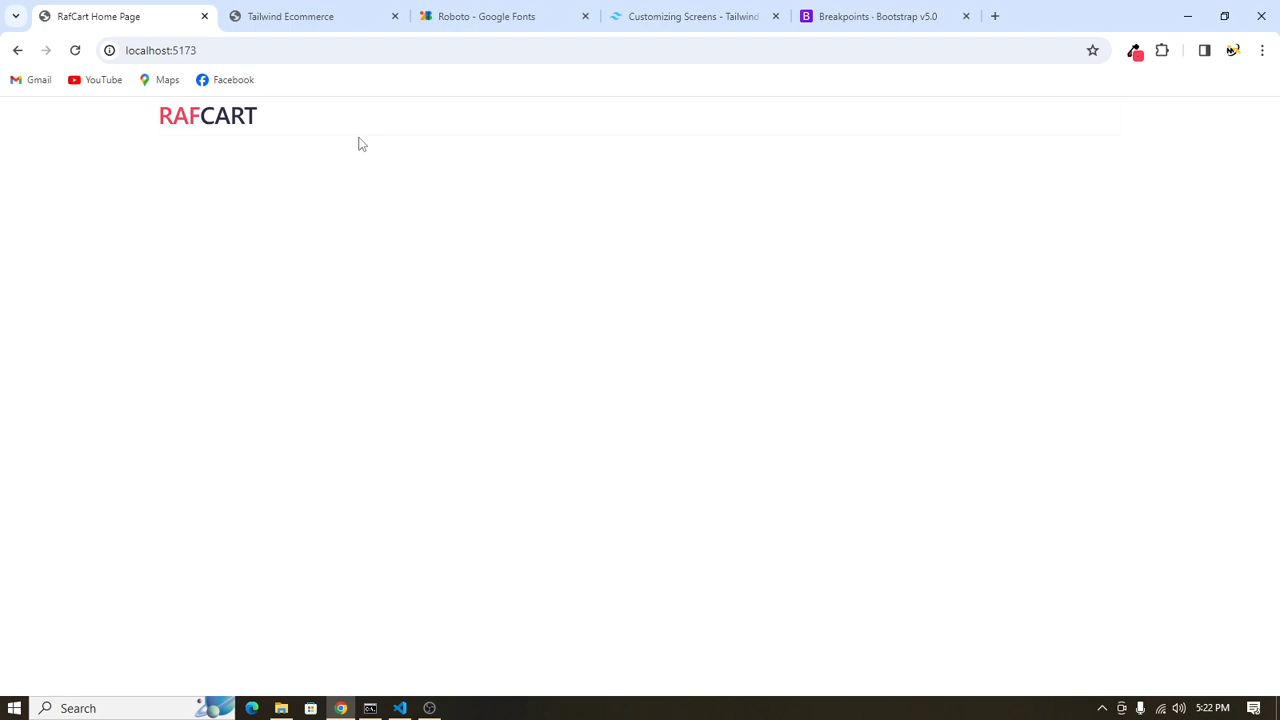 RafCart Home Page
Tailwind Ecommerce
Roboto - Google Fonts
Customizing Screens - Tailwind
Breakpoints · Bootstrap v5.0
localhost:5173
Gmail
YouTube
Maps
Facebook
RAFCART
Search
5:22 PM